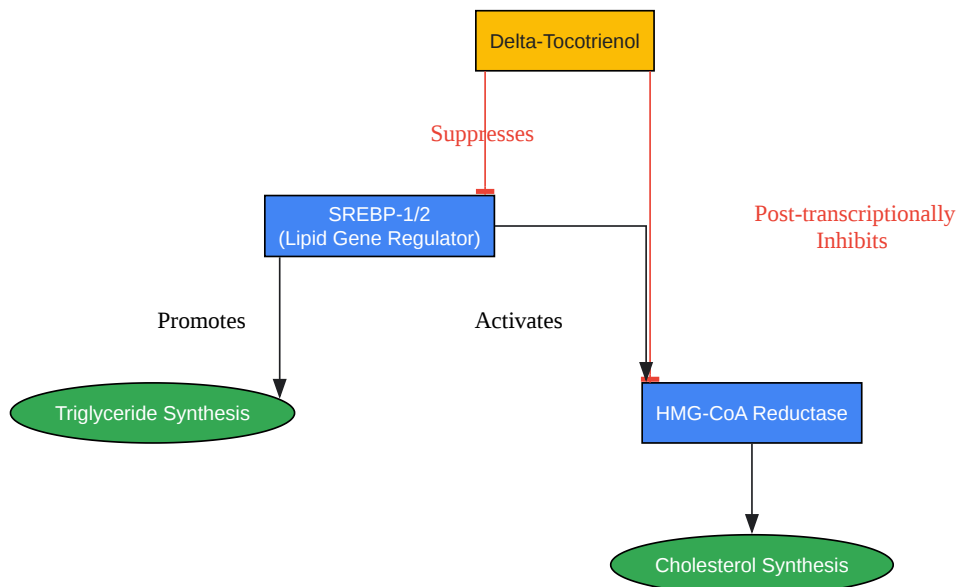 Delta-Tocotrienol
Suppresses
SREBP-1/2
(Lipid Gene Regulator)
Post-transcriptionally
Inhibits
Promotes
Activates
Triglyceride Synthesis
HMG-CoA Reductase
Cholesterol Synthesis